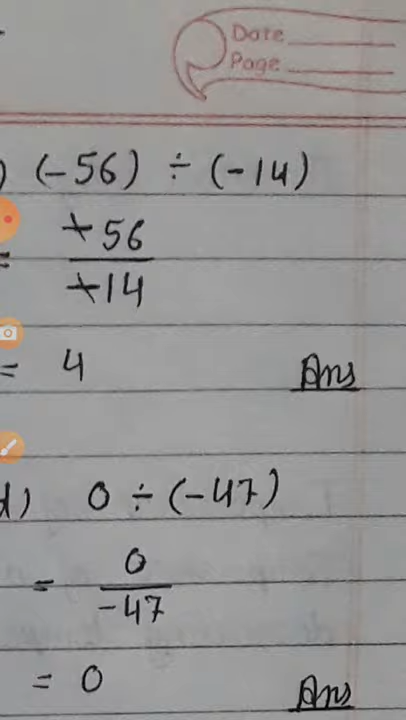 Date
Page
) (-56) ÷ (-14)
= -56
-14
= 4 Ans
d) 0 ÷ (-47)
= 0
-47
= 0 Ans